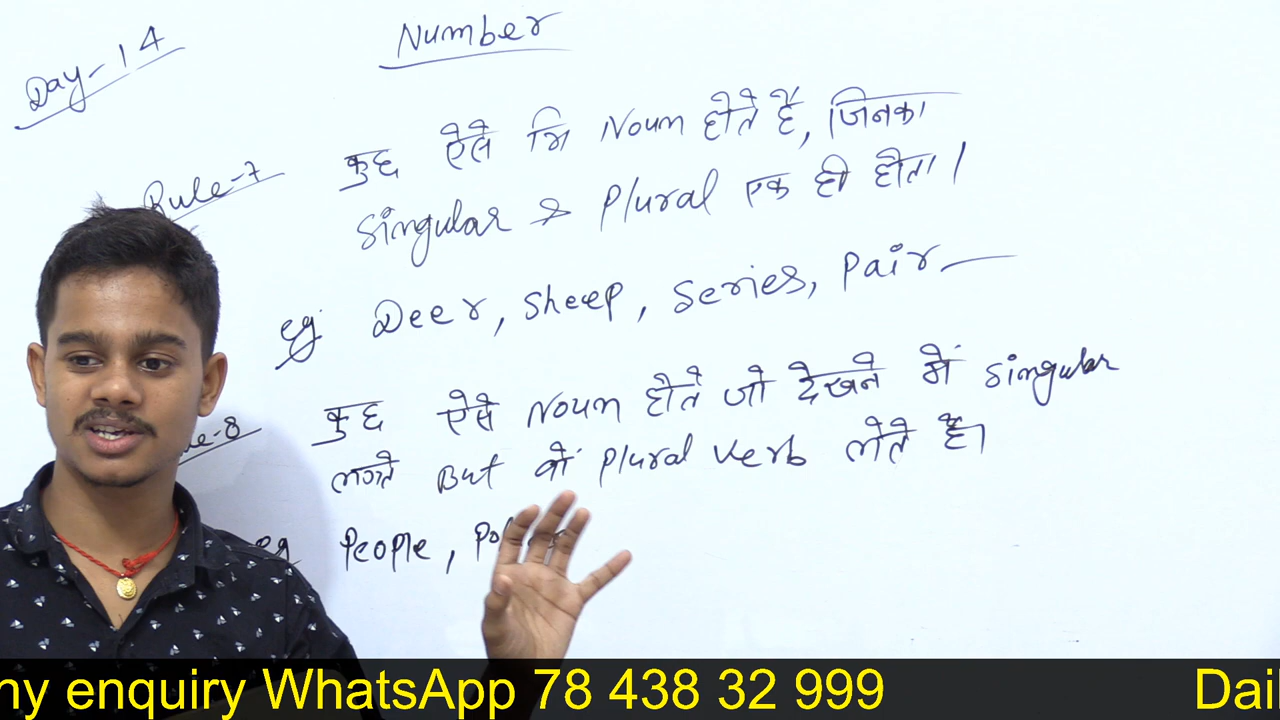 Day-14
Number
Rule-7
कुछ ऐसे भि Noun होते है, जिनका
singular & Plural एक ही होता।
eg Deer, sheep, series, pair
कुछ ऐसे Noun होते जो देखने में singular
लगते But वों plural verb लेते है।
eg People,
ny enquiry WhatsApp 78 438 32 999
Dail